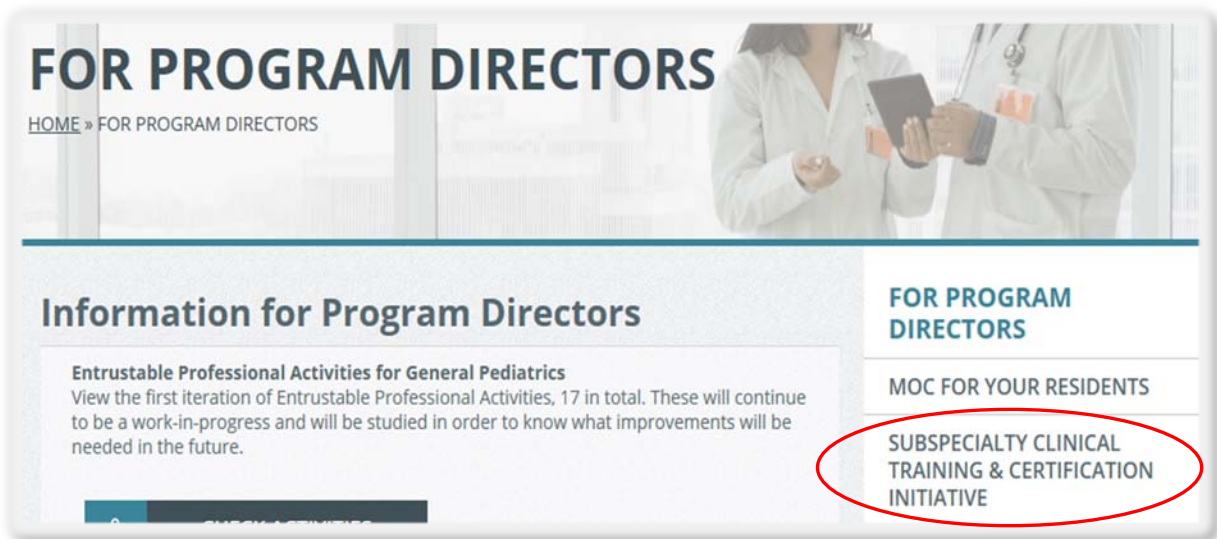 FOR PROGRAM DIRECTORS
HOME » FOR PROGRAM DIRECTORS
Information for Program Directors
Entrustable Professional Activities for General Pediatrics
View the first iteration of Entrustable Professional Activities, 17 in total. These will continue
to be a work-in-progress and will be studied in order to know what improvements will be
needed in the future.
CHECK ACTIVITIES
FOR PROGRAM
DIRECTORS
MOC FOR YOUR RESIDENTS
SUBSPECIALTY CLINICAL
TRAINING & CERTIFICATION
INITIATIVE